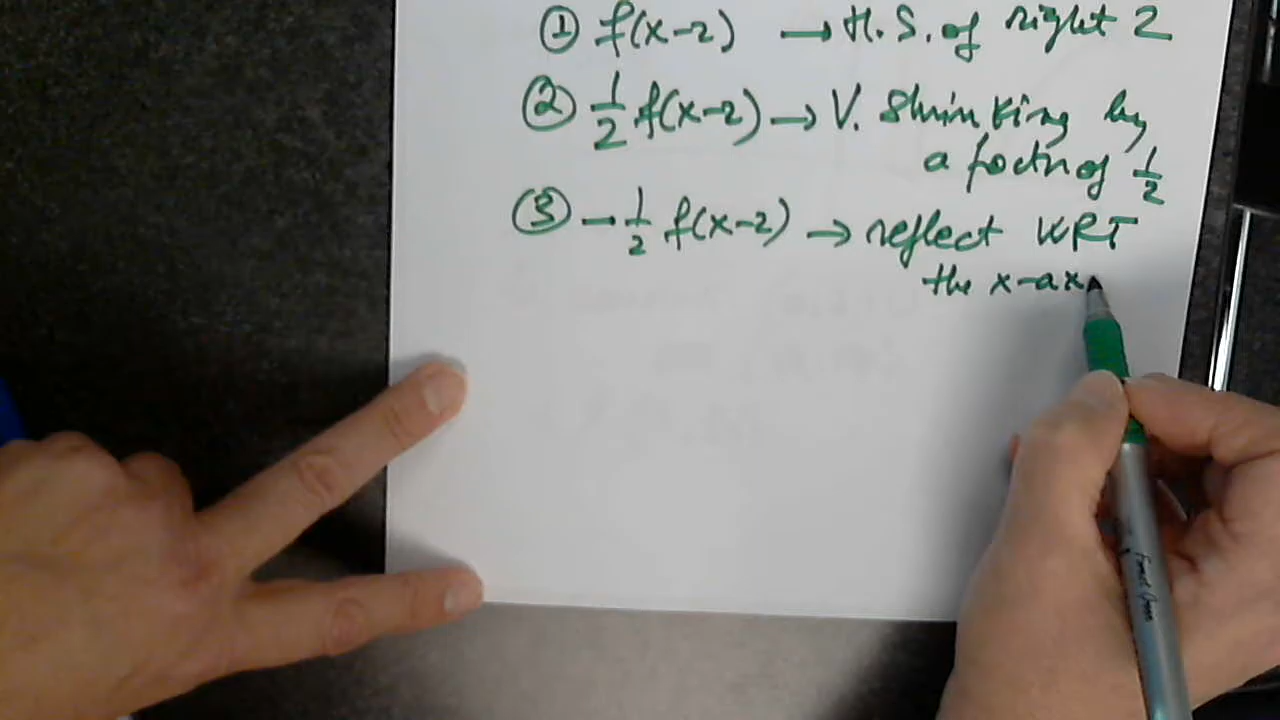 ① f(x-2) → H.S. of right 2
② 1/2 f(x-2) → V. Shrinking by
a factor of 1/2
③ -1/2 f(x-2) → reflect WRT
the x-ax